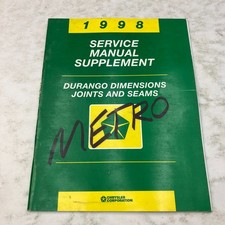 1998
SERVICE
MANUAL
SUPPLEMENT
DURANGO DIMENSIONS
JOINTS AND SEAMS
METRO
CHRYSLER
CORPORATION